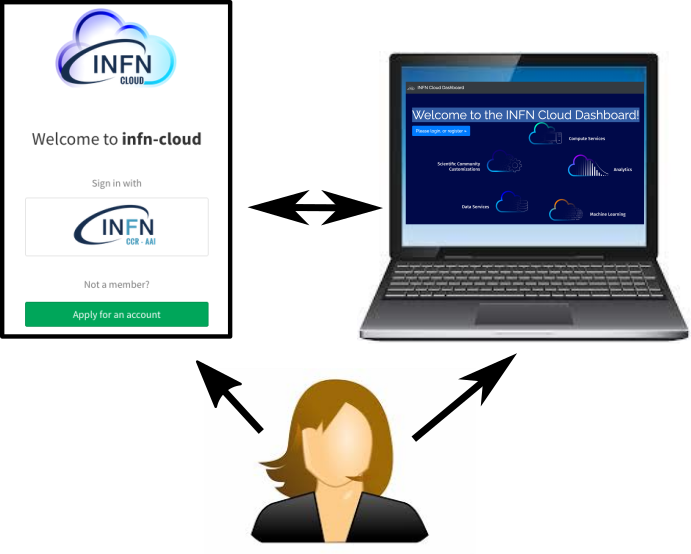 INFN
CLOUD
Welcome to infn-cloud
Sign in with
INFN
CCR - AAI
Not a member?
Apply for an account
INFN Cloud Dashboard
Welcome to the INFN Cloud Dashboard!
Please login, or register »
Compute Services
Scientific Community
Customizations
Analytics
Data Services
Machine Learning